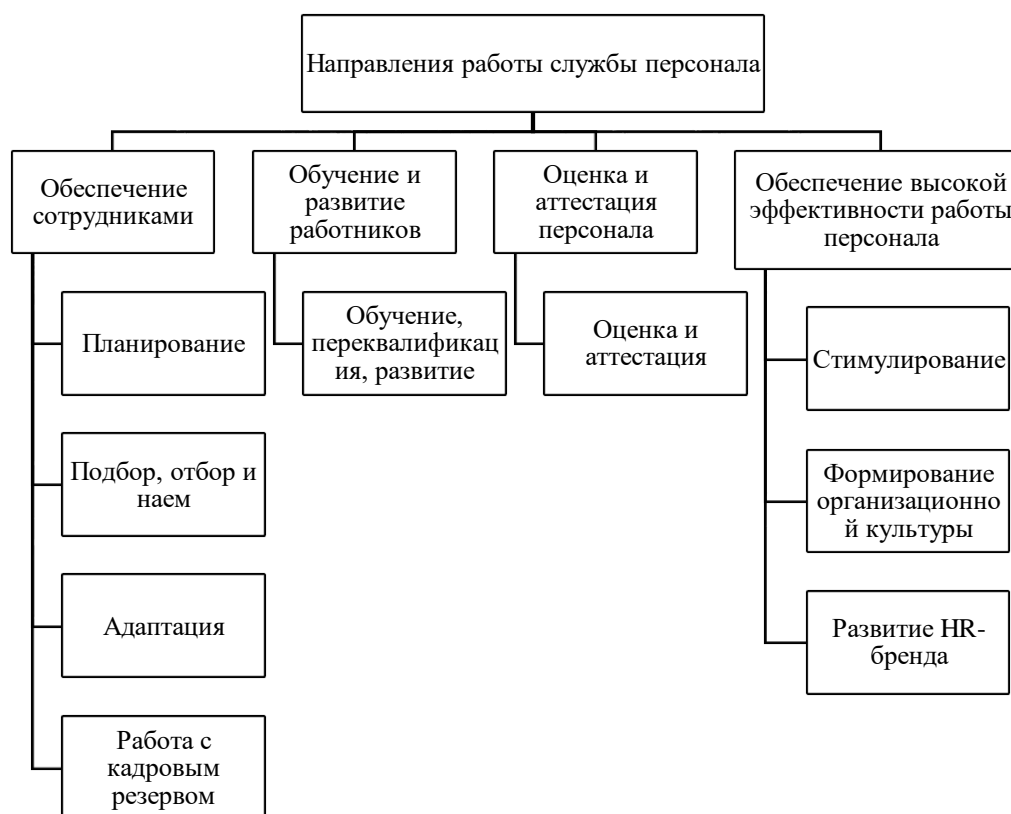 Направления работы службы персонала
Обеспечение
сотрудниками
Планирование
Подбор, отбор и
наем
Адаптация
Работа с
кадровым
резервом
Обучение и
развитие
работников
Обучение,
переквалификац
ия, развитие
Оценка и
аттестация
персонала
Оценка и
аттестация
Обеспечение высокой
эффективности работы
персонала
Стимулирование
Формирование
организационно
й культуры
Развитие HR-
бренда